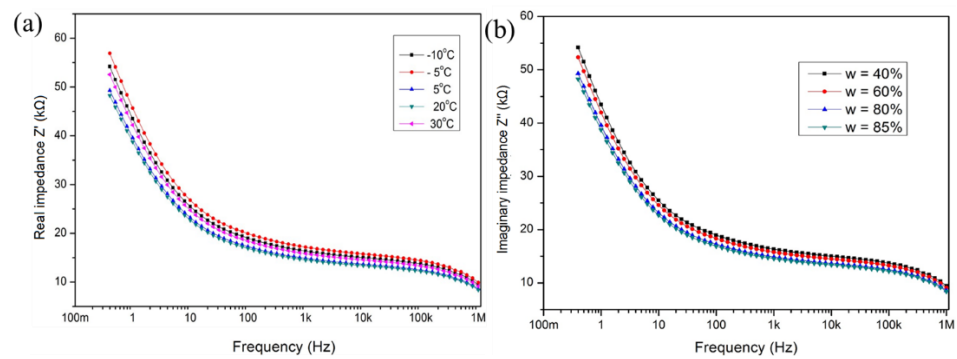 (a)
Real impedance Z' (kΩ)
60
50
40
30
20
10
100m 1 10 100 1k 10k 100k 1M
Frequency (Hz)
-10°C
- 5°C
5°C
20°C
30°C
(b)
Imaginary impedance Z'' (kΩ)
60
50
40
30
20
10
100m 1 10 100 1k 10k 100k 1M
Frequency (Hz)
w = 40%
w = 60%
w = 80%
w = 85%